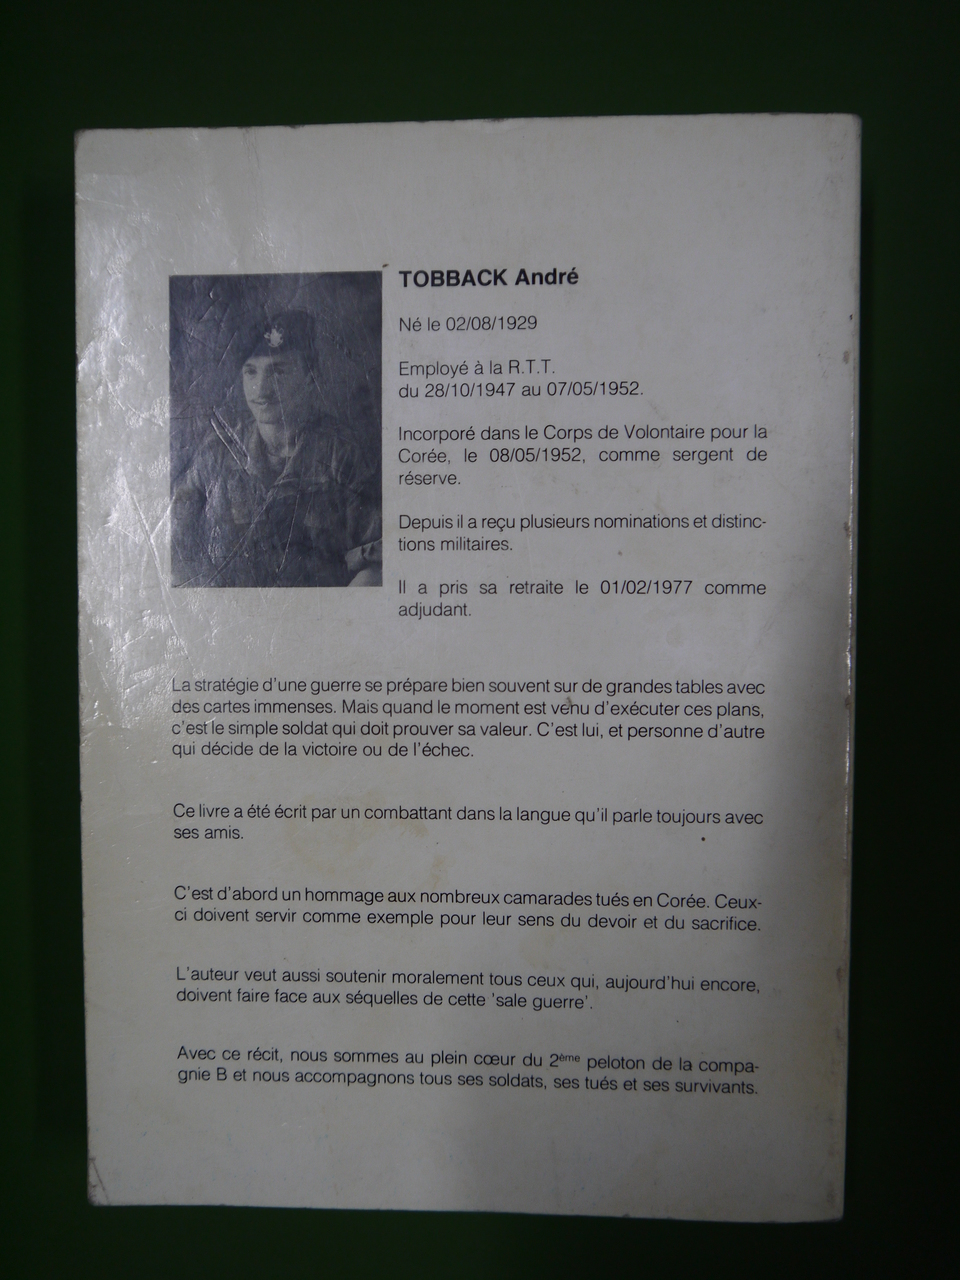 TOBBACK André
Né le 02/08/1929
Employé à la R.T.T.
du 28/10/1947 au 07/05/1952.
Incorporé dans le Corps de Volontaire pour la
Corée, le 08/05/1952, comme sergent de
réserve.
Depuis il a reçu plusieurs nominations et distinc-
tions militaires.
Il a pris sa retraite le 01/02/1977 comme
adjudant.
La stratégie d'une guerre se prépare bien souvent sur de grandes tables avec
des cartes immenses. Mais quand le moment est venu d'exécuter ces plans,
c'est le simple soldat qui doit prouver sa valeur. C'est lui, et personne d'autre
qui décide de la victoire ou de l'échec.
Ce livre a été écrit par un combattant dans la langue qu'il parle toujours avec
ses amis.
C'est d'abord un hommage aux nombreux camarades tués en Corée. Ceux-
ci doivent servir comme exemple pour leur sens du devoir et du sacrifice.
L'auteur veut aussi soutenir moralement tous ceux qui, aujourd'hui encore,
doivent faire face aux séquelles de cette 'sale guerre'.
Avec ce récit, nous sommes au plein cœur du 2ème peloton de la compa-
gnie B et nous accompagnons tous ses soldats, ses tués et ses survivants.